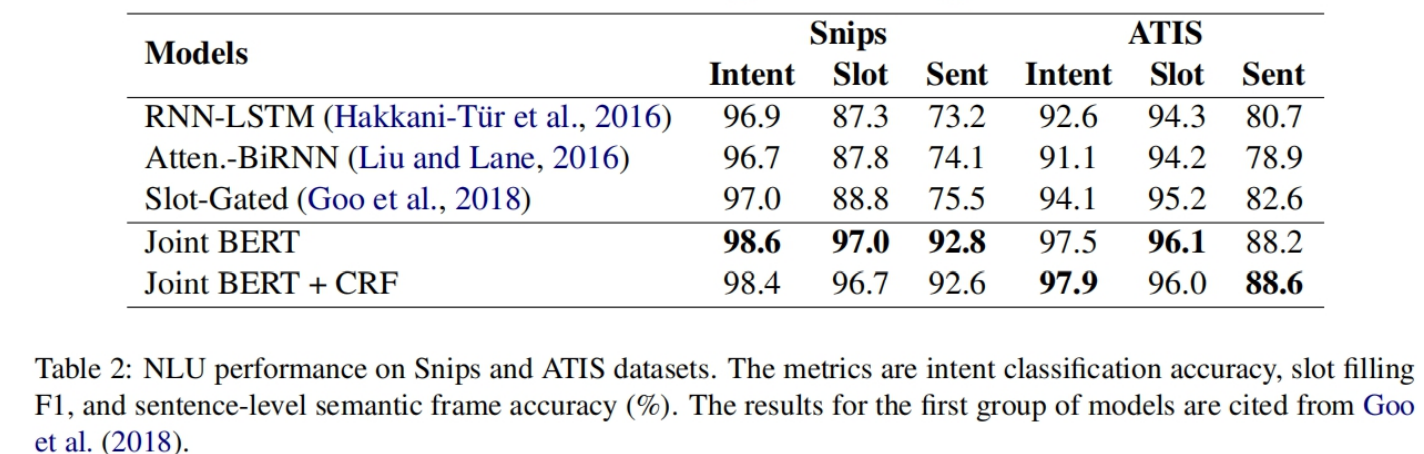 Models Snips ATIS
Intent Slot Sent Intent Slot Sent
RNN-LSTM (Hakkani-Tür et al., 2016) 96.9 87.3 73.2 92.6 94.3 80.7
Atten.-BiRNN (Liu and Lane, 2016) 96.7 87.8 74.1 91.1 94.2 78.9
Slot-Gated (Goo et al., 2018) 97.0 88.8 75.5 94.1 95.2 82.6
Joint BERT 98.6 97.0 92.8 97.5 96.1 88.2
Joint BERT + CRF 98.4 96.7 92.6 97.9 96.0 88.6
Table 2: NLU performance on Snips and ATIS datasets. The metrics are intent classification accuracy, slot filling
F1, and sentence-level semantic frame accuracy (%). The results for the first group of models are cited from Goo
et al. (2018).